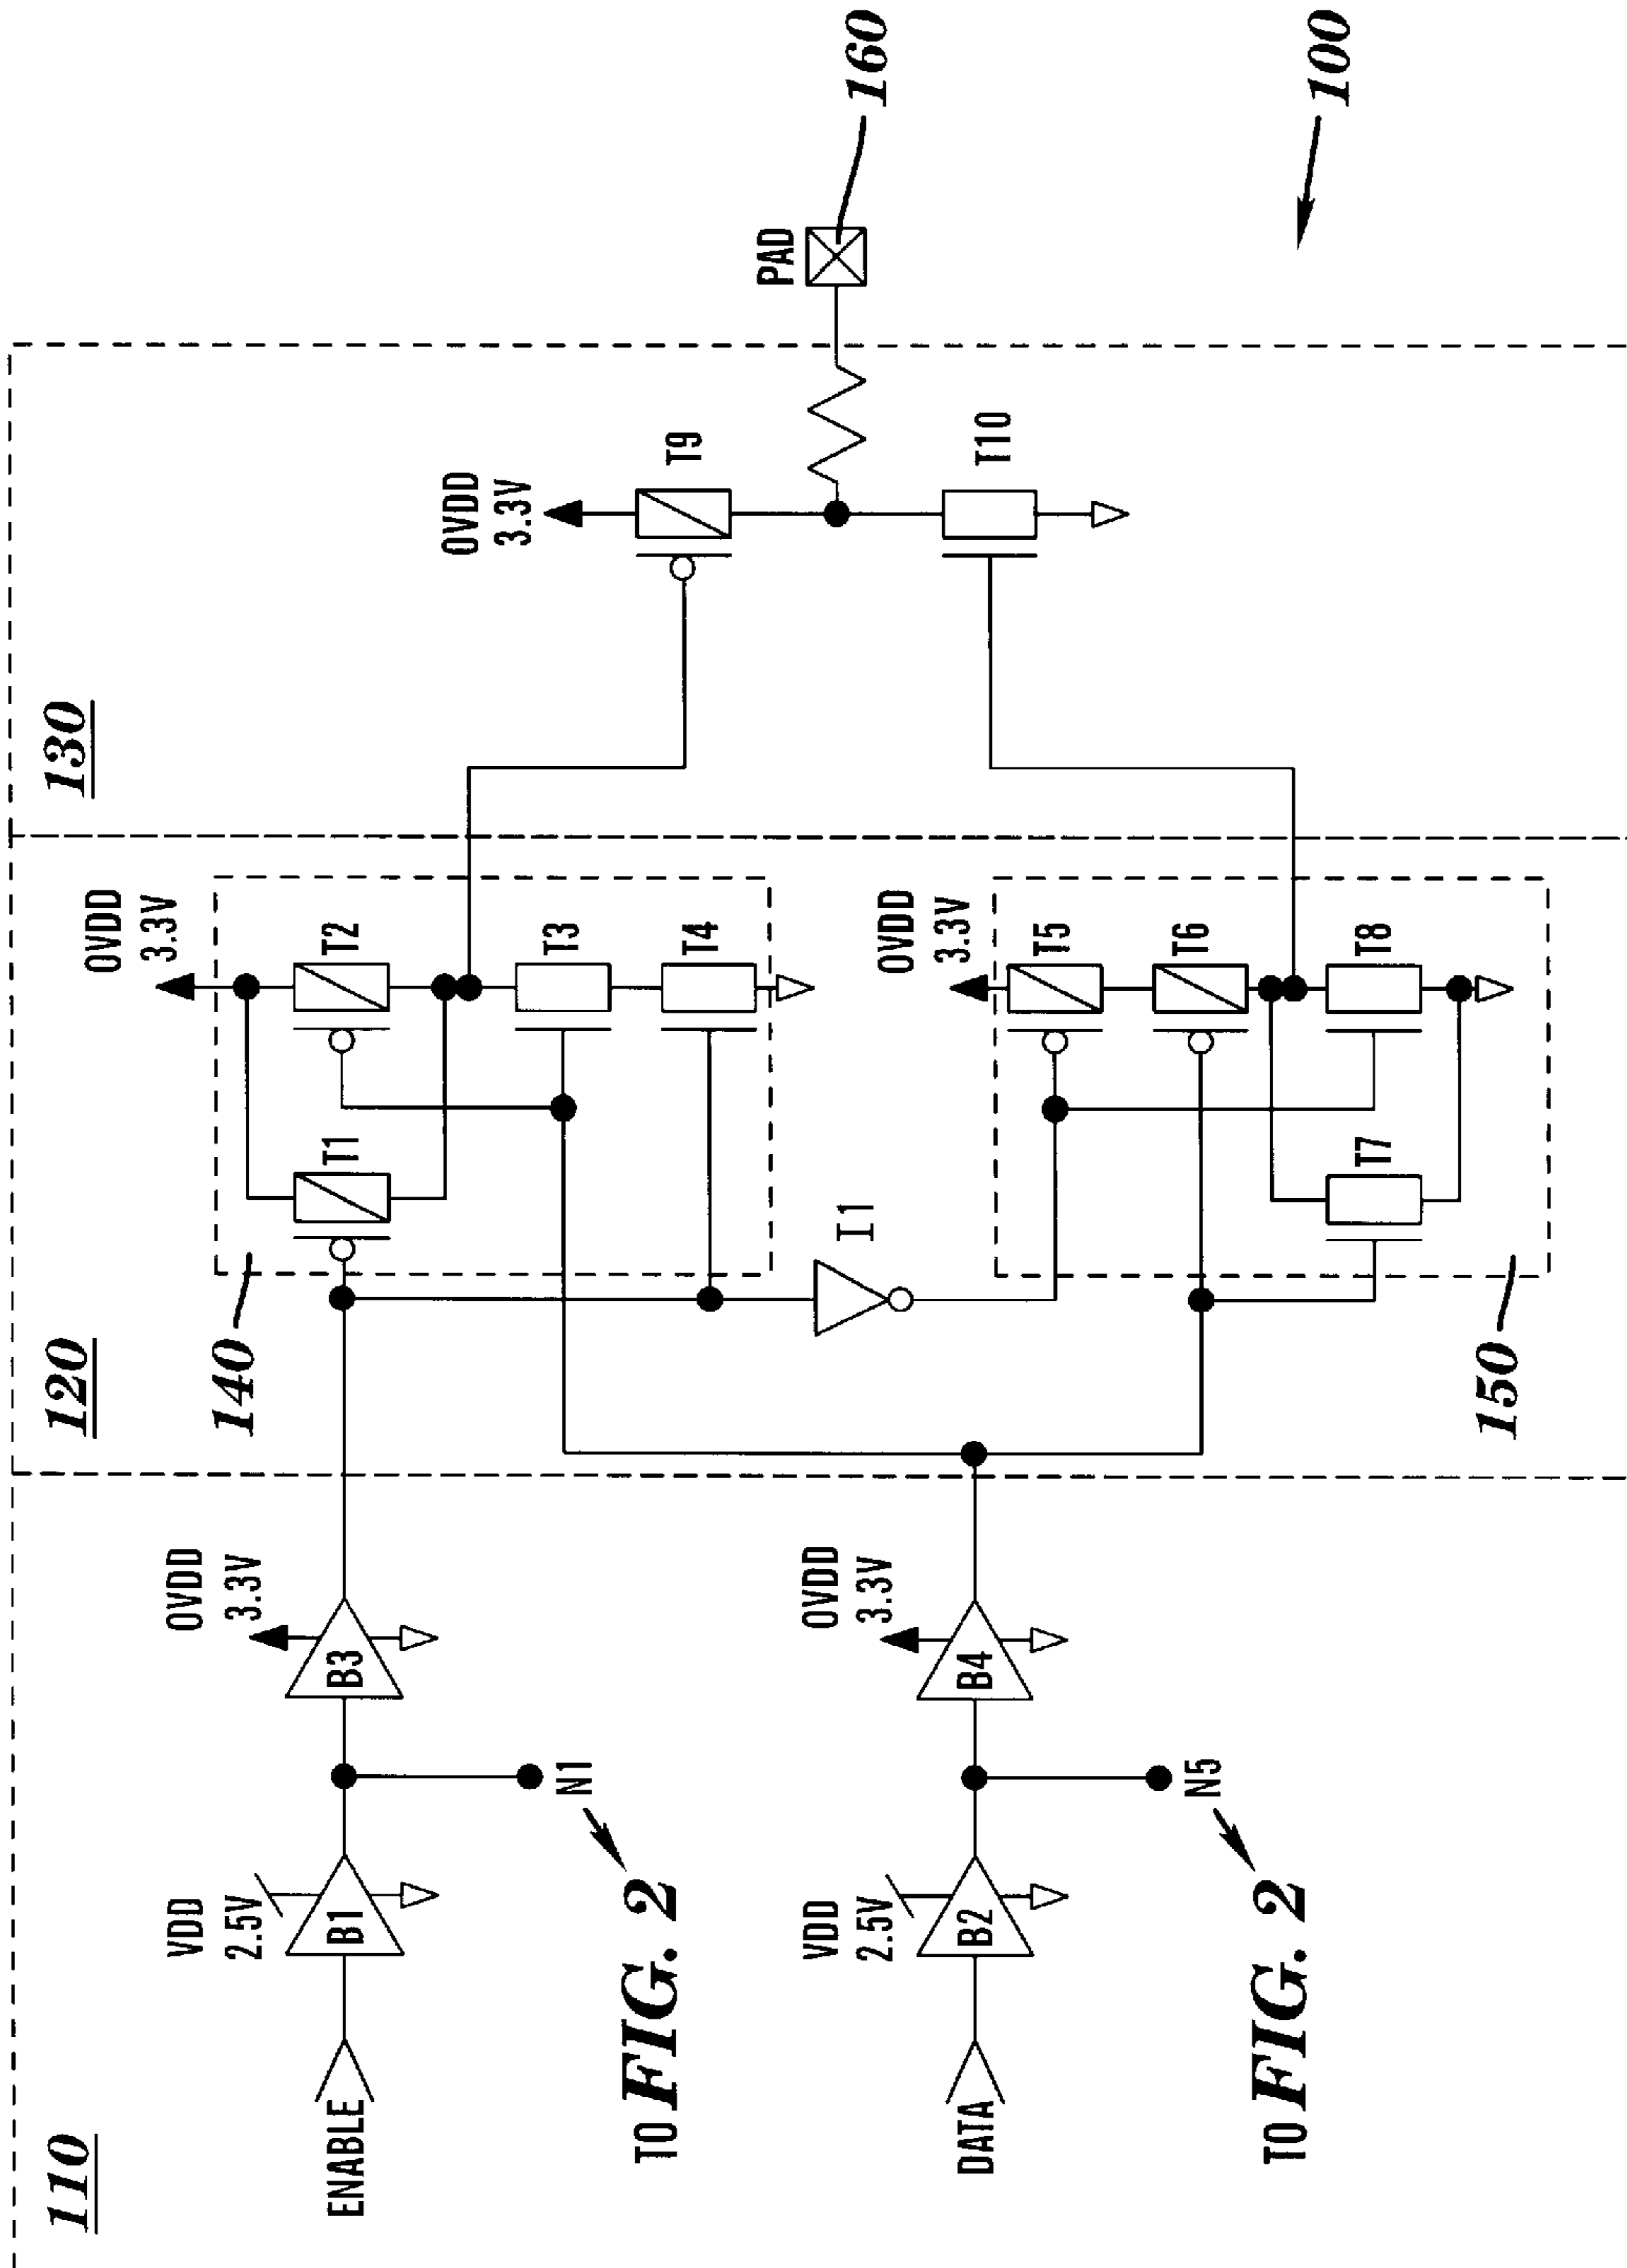 110
120
130
ENABLE
VDD
2.5V
B1
N1
TO FIG. 2
OVDD
3.3V
B3
DATA
VDD
2.5V
B2
N5
TO FIG. 2
OVDD
3.3V
B4
140
T1
OVDD
3.3V
T2
T3
T4
I1
150
OVDD
3.3V
T5
T6
T7
T8
OVDD
3.3V
T9
T10
PAD
160
100